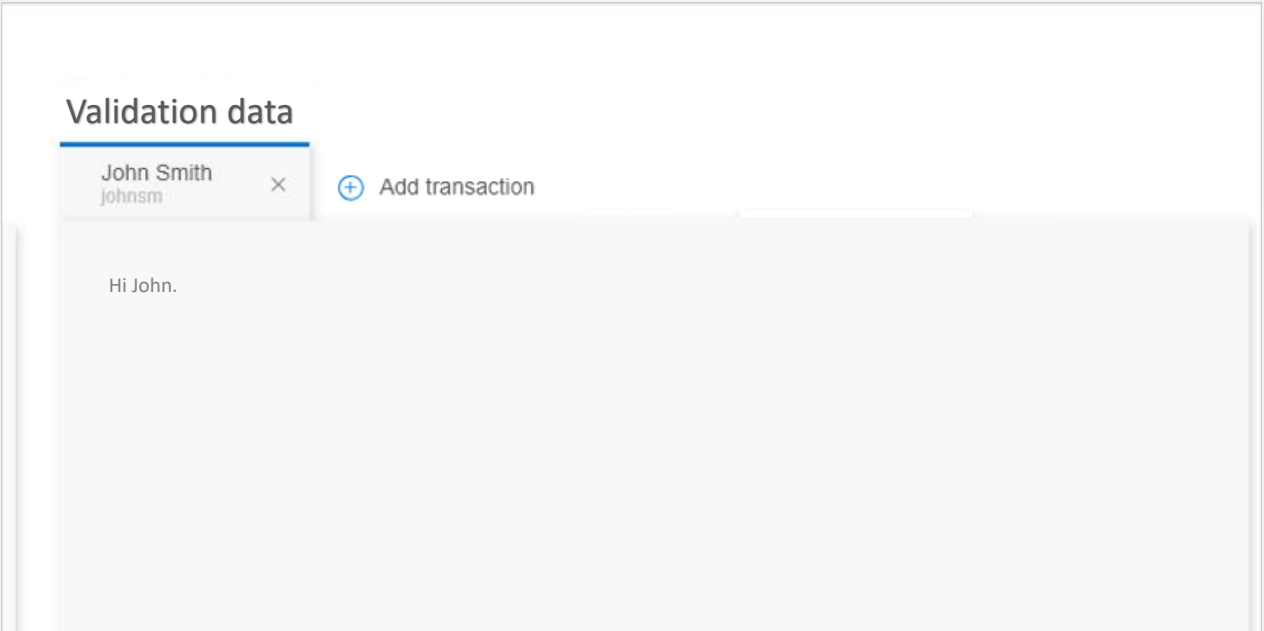 Validation data
John Smith
johnsm
Add transaction
Hi John.